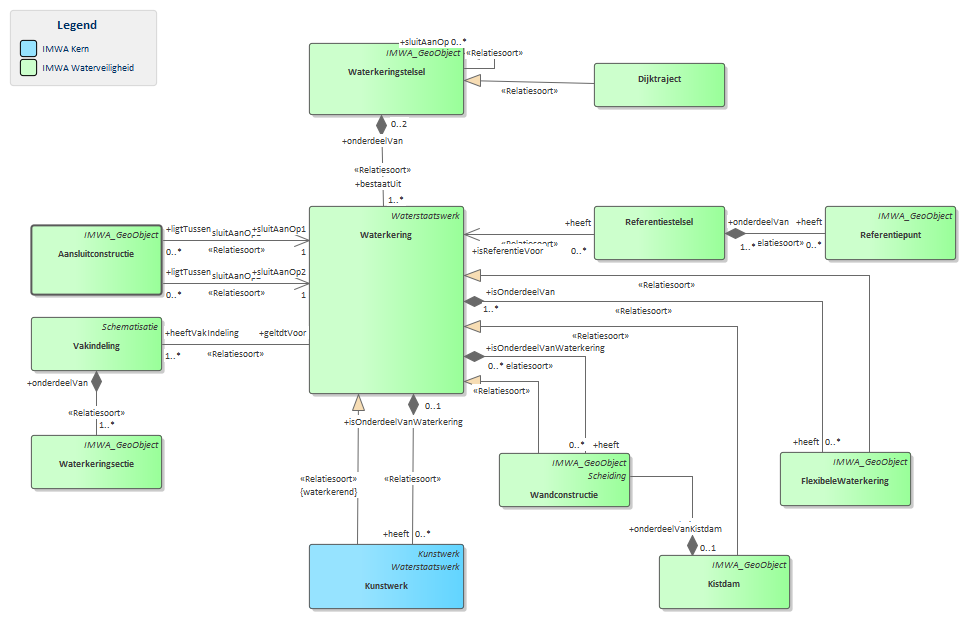 Legend
IMWA Kern
IMWA Waterveiligheid
+sluitAanOp 0..*
IMWA_GeoObject
«Relatiesoort»
Waterkeringstelsel
Dijktraject
«Relatiesoort»
0..2
+onderdeelVan
«Relatiesoort»
+bestaatUit
1..*
Waterstaatswerk
Waterkering
IMWA_GeoObject
Aansluitconstructie
+ligtTussen
+sluitAanOp1
0..*
«Relatiesoort»
1
+ligtTussen
+sluitAanOp2
0..*
«Relatiesoort»
1
Referentiestelsel
+heeft
«Relatiesoort»
+isReferentieVoor
0..*
+onderdeelVan
+heeft
1..*
elatiesoort»
0..*
IMWA_GeoObject
Referentiepunt
«Relatiesoort»
+isOnderdeelVan
1..*
«Relatiesoort»
«Relatiesoort»
+isOnderdeelVanWaterkering
0..*
elatiesoort»
«Relatiesoort»
Schematisatie
Vakindeling
+heeftVakIndeling
+geldtVoor
1..*
«Relatiesoort»
+onderdeelVan
«Relatiesoort»
1..*
IMWA_GeoObject
Waterkeringsectie
0..1
+isOnderdeelVanWaterkering
«Relatiesoort»
{waterkerend}
«Relatiesoort»
+heeft
0..*
Kunstwerk
Waterstaatswerk
Kunstwerk
0..*
+heeft
IMWA_GeoObject
Scheiding
Wandconstructie
+heeft
0..*
IMWA_GeoObject
FlexibeleWaterkering
+onderdeelVanKistdam
0..1
IMWA_GeoObject
Kistdam